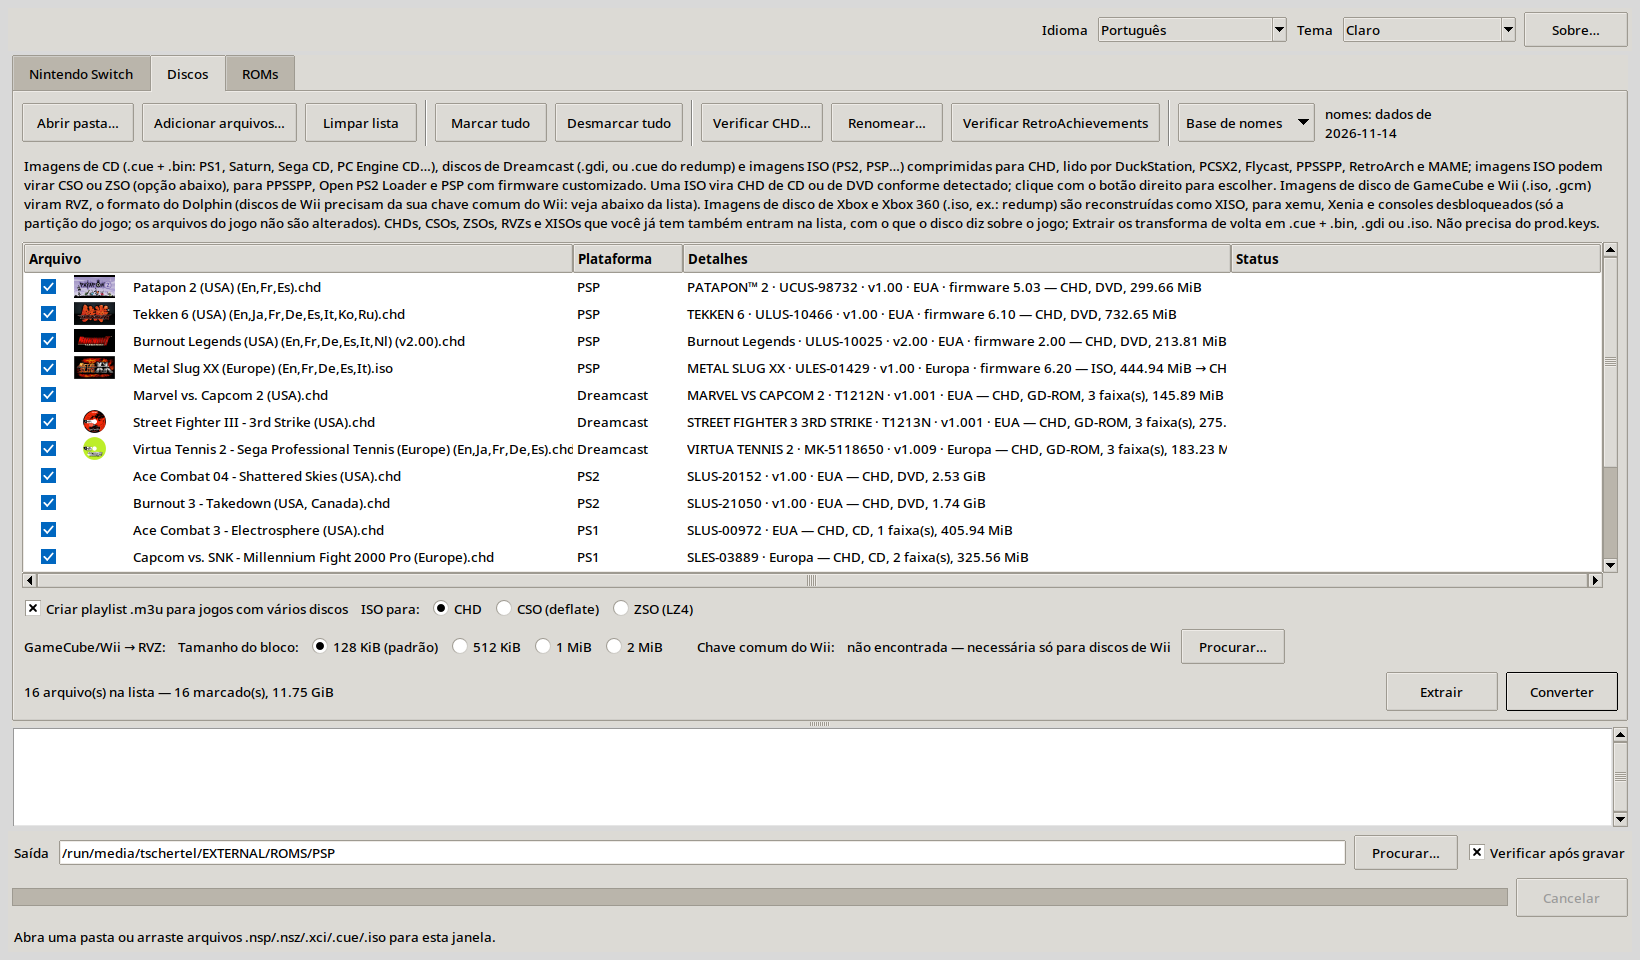 Idioma Português Tema Claro Sobre...
Nintendo Switch Discos ROMs
Abrir pasta... Adicionar arquivos... Limpar lista Marcar tudo Desmarcar tudo Verificar CHD... Renomear... Verificar RetroAchievements Base de nomes nomes: dados de
2026-11-14
Imagens de CD (.cue + .bin: PS1, Saturn, Sega CD, PC Engine CD...), discos de Dreamcast (.gdi, ou .cue do redump) e imagens ISO (PS2, PSP...) comprimidas para CHD, lido por DuckStation, PCSX2, Flycast, PPSSPP, RetroArch e MAME; imagens ISO podem
virar CSO ou ZSO (opção abaixo), para PPSSPP, Open PS2 Loader e PSP com firmware customizado. Uma ISO vira CHD de CD ou de DVD conforme detectado; clique com o botão direito para escolher. Imagens de disco de GameCube e Wii (.iso, .gcm)
viram RVZ, o formato do Dolphin (discos de Wii precisam da sua chave comum do Wii: veja abaixo da lista). Imagens de disco de Xbox e Xbox 360 (.iso, ex.: redump) são reconstruídas como XISO, para xemu, Xenia e consoles desbloqueados (só a
partição do jogo; os arquivos do jogo não são alterados). CHDs, CSOs, ZSOs, RVZs e XISOs que você já tem também entram na lista, com o que o disco diz sobre o jogo; Extrair os transforma de volta em .cue + .bin, .gdi ou .iso. Não precisa do prod.keys.
Arquivo Plataforma Detalhes Status
Patapon 2 (USA) (En,Fr,Es).chd PSP PATAPON™ 2 · UCUS-98732 · v1.00 · EUA · firmware 5.03 — CHD, DVD, 299.66 MiB
Tekken 6 (USA) (En,Ja,Fr,De,Es,It,Ko,Ru).chd PSP TEKKEN 6 · ULUS-10466 · v1.00 · EUA · firmware 6.10 — CHD, DVD, 732.65 MiB
Burnout Legends (USA) (En,Fr,De,Es,It,Nl) (v2.00).chd PSP Burnout Legends · ULUS-10025 · v2.00 · EUA · firmware 2.00 — CHD, DVD, 213.81 MiB
Metal Slug XX (Europe) (En,Fr,De,Es,It).iso PSP METAL SLUG XX · ULES-01429 · v1.00 · Europa · firmware 6.20 — ISO, 444.94 MiB → CH
Marvel vs. Capcom 2 (USA).chd Dreamcast MARVEL VS CAPCOM 2 · T1212N · v1.001 · EUA — CHD, GD-ROM, 3 faixa(s), 145.89 MiB
Street Fighter III - 3rd Strike (USA).chd Dreamcast STREET FIGHTER 3 3RD STRIKE · T1213N · v1.001 · EUA — CHD, GD-ROM, 3 faixa(s), 275.
Virtua Tennis 2 - Sega Professional Tennis (Europe) (En,Ja,Fr,De,Es).chd Dreamcast VIRTUA TENNIS 2 · MK-5118650 · v1.009 · Europa — CHD, GD-ROM, 3 faixa(s), 183.23 M
Ace Combat 04 - Shattered Skies (USA).chd PS2 SLUS-20152 · v1.00 · EUA — CHD, DVD, 2.53 GiB
Burnout 3 - Takedown (USA, Canada).chd PS2 SLUS-21050 · v1.00 · EUA — CHD, DVD, 1.74 GiB
Ace Combat 3 - Electrosphere (USA).chd PS1 SLUS-00972 · EUA — CHD, CD, 1 faixa(s), 405.94 MiB
Capcom vs. SNK - Millennium Fight 2000 Pro (Europe).chd PS1 SLES-03889 · Europa — CHD, CD, 2 faixa(s), 325.56 MiB
Criar playlist .m3u para jogos com vários discos ISO para: CHD CSO (deflate) ZSO (LZ4)
GameCube/Wii → RVZ: Tamanho do bloco: 128 KiB (padrão) 512 KiB 1 MiB 2 MiB Chave comum do Wii: não encontrada — necessária só para discos de Wii Procurar...
16 arquivo(s) na lista — 16 marcado(s), 11.75 GiB Extrair Converter
Saída /run/media/tschertel/EXTERNAL/ROMS/PSP Procurar... Verificar após gravar
Cancelar
Abra uma pasta ou arraste arquivos .nsp/.nsz/.xci/.cue/.iso para esta janela.